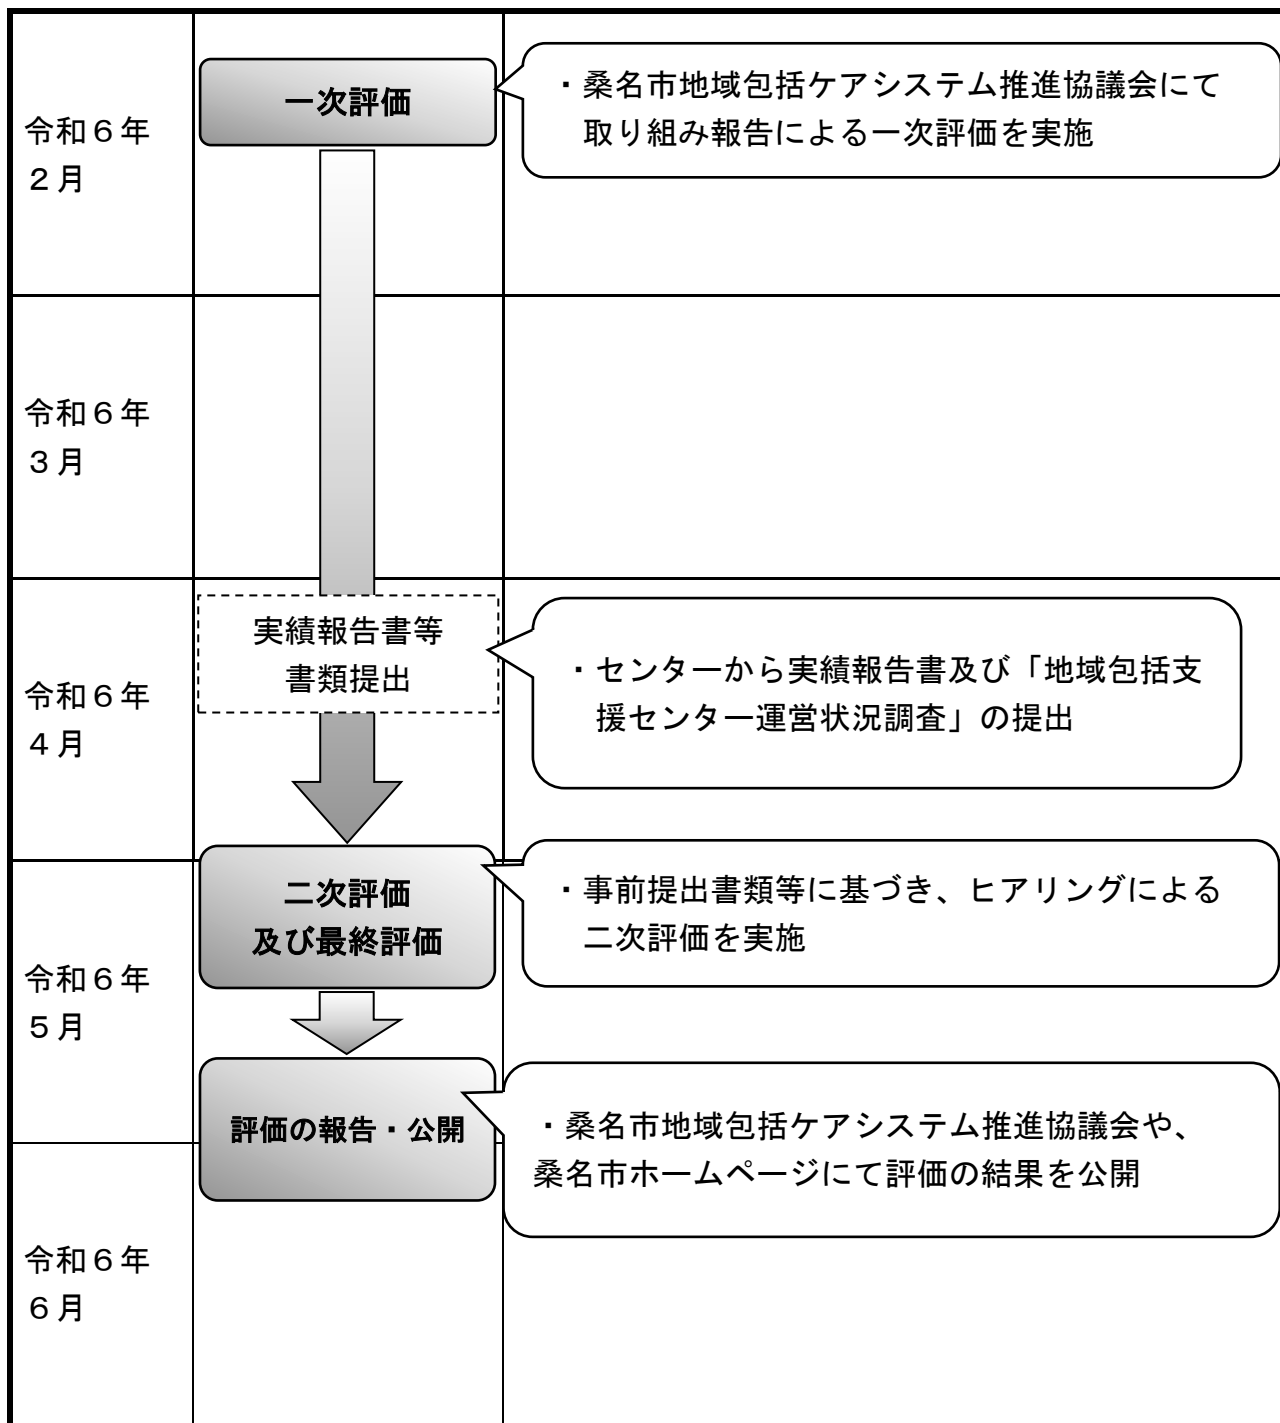 令和６年
２月
一次評価
・桑名市地域包括ケアシステム推進協議会にて
取り組み報告による一次評価を実施
令和６年
３月
令和６年
４月
実績報告書等
書類提出
・センターから実績報告書及び「地域包括支
援センター運営状況調査」の提出
令和６年
５月
二次評価
及び最終評価
・事前提出書類等に基づき、ヒアリングによる
二次評価を実施
評価の報告・公開
・桑名市地域包括ケアシステム推進協議会や、
桑名市ホームページにて評価の結果を公開
令和６年
６月